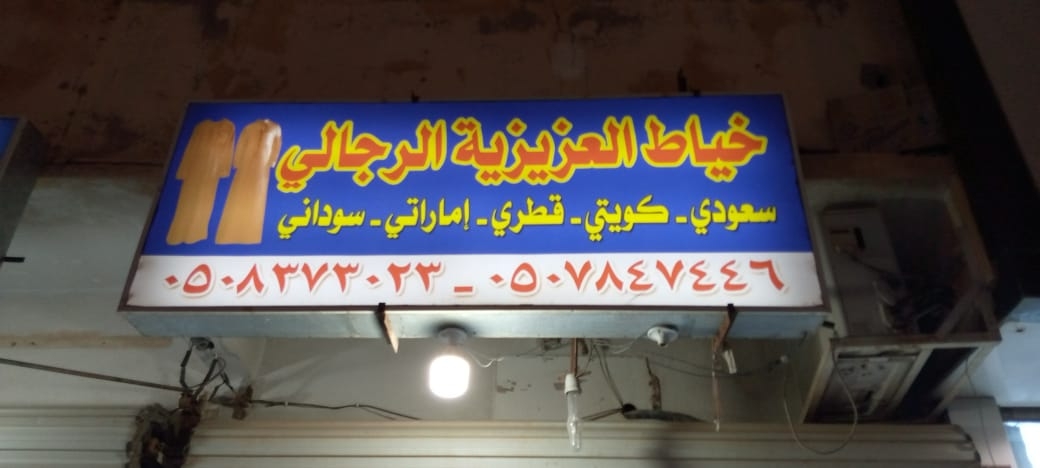 خياط العزيزية الرجالي
سعودي - كويتي - قطري - إماراتي - سوداني
٠٥٠٨٣٧٣٠٢٣ - ٠٥٠٧٨٤٧٤٤٦